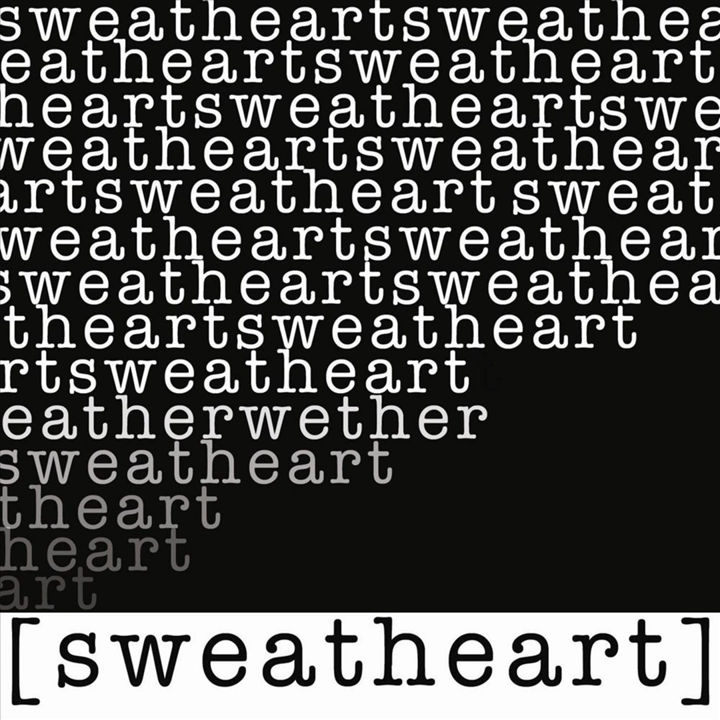 sweatheartsweathea
eatheartsweatheart
heartsweatheartswe
weatheartsweathear
artsweatheart sweat
weatheartsweathear
sweatheartsweathea
theartsweatheart
rtsweatheart
eatherwether
sweatheart
theart
heart
art
[sweatheart]